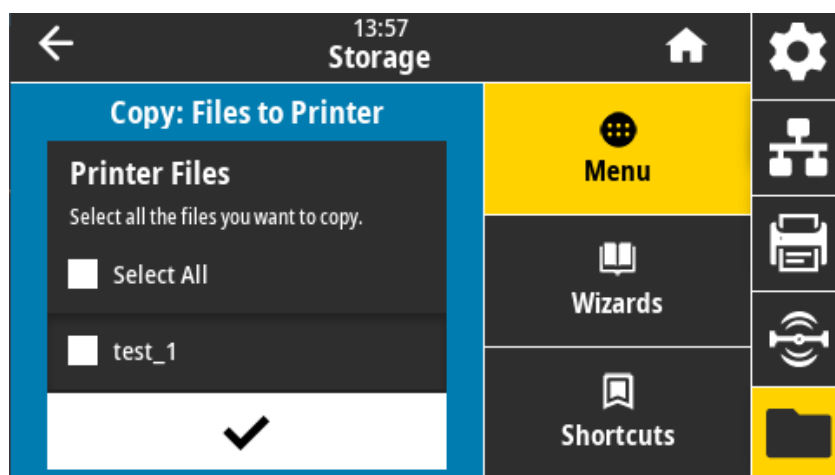 13:57
Storage
Copy: Files to Printer
Printer Files
Select all the files you want to copy.
Select All
test_1
Menu
Wizards
Shortcuts